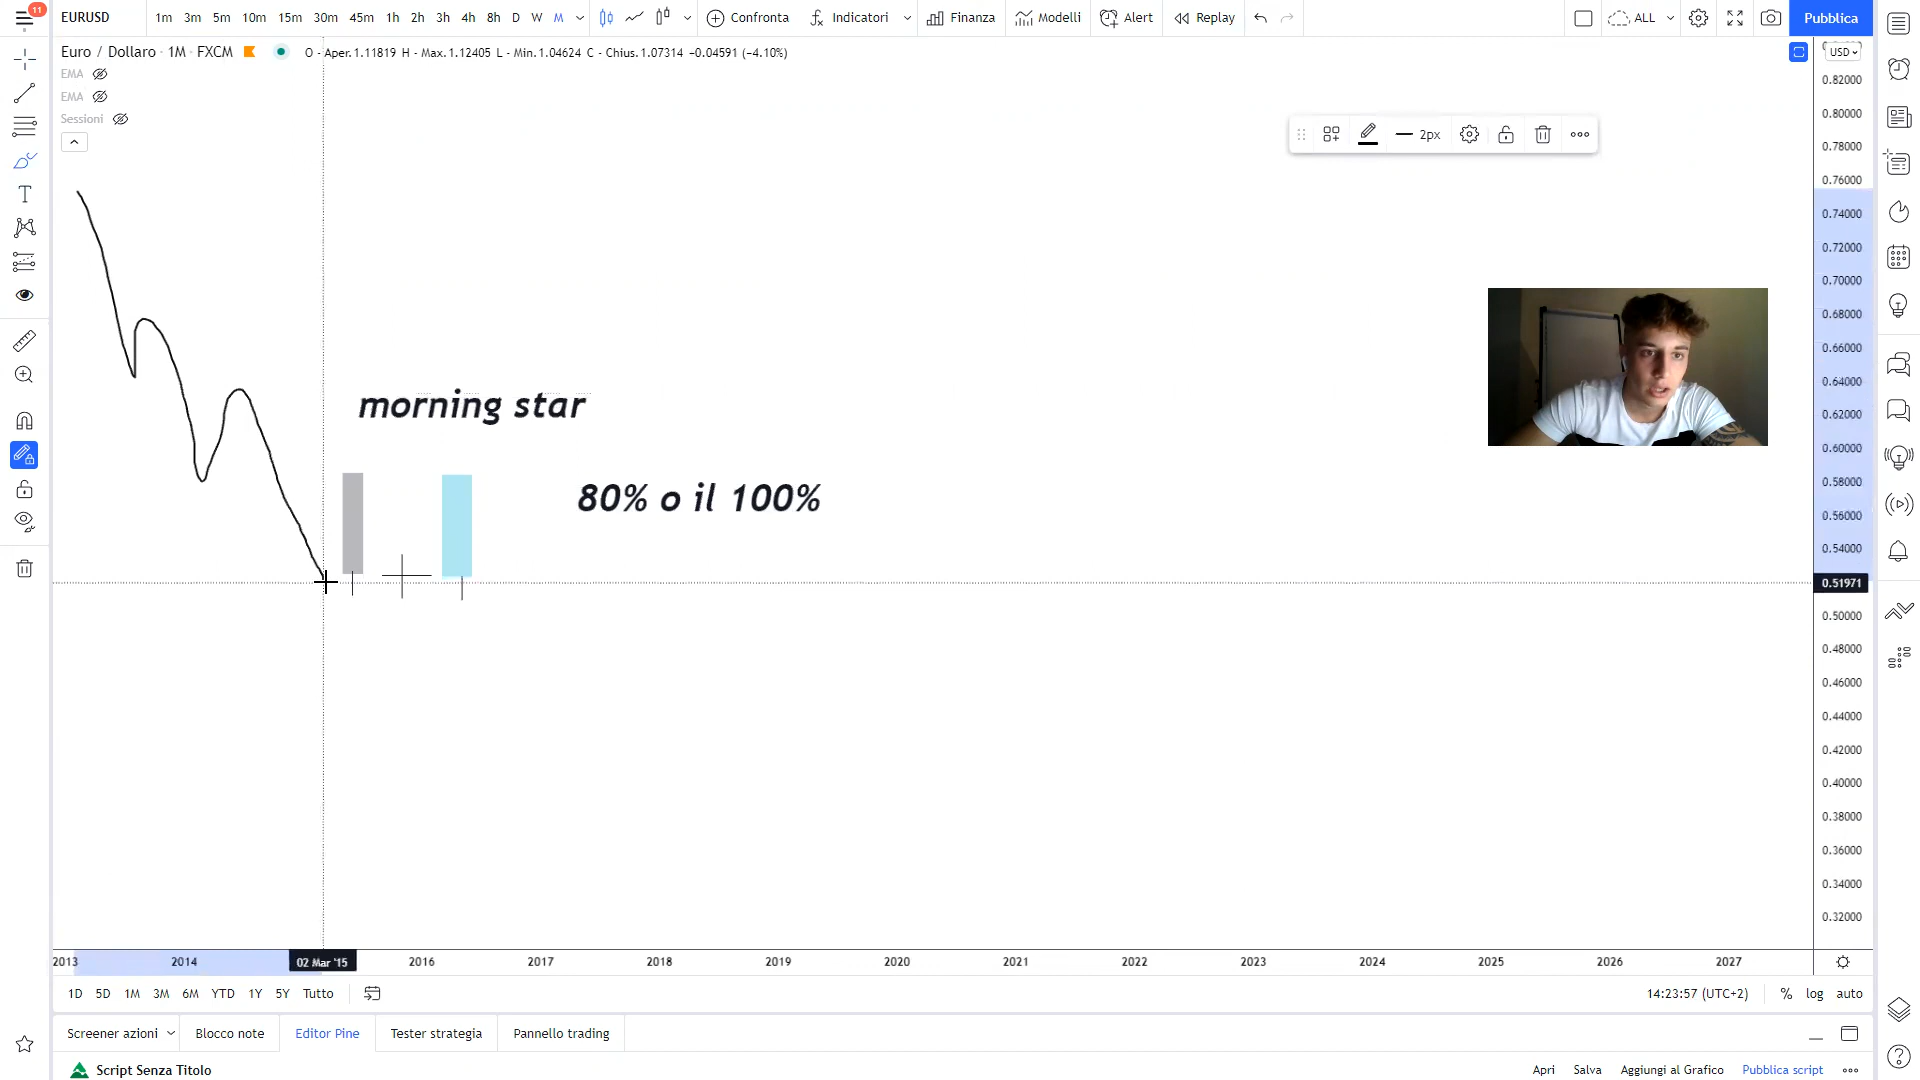 11
EURUSD
1m 3m 5m 10m 15m 30m 45m 1h 2h 3h 4h 8h D W M
Confronta
Indicatori
Finanza
Modelli
Alert
Replay
ALL
Pubblica
Euro / Dollaro · 1M · FXCM
O - Aper.1.11819 H - Max.1.12405 L - Min.1.04624 C - Chius.1.07314 −0.04591 (−4.10%)
USD
EMA
EMA
Sessioni
2px
morning star
80% o il 100%
0.82000
0.80000
0.78000
0.76000
0.74000
0.72000
0.70000
0.68000
0.66000
0.64000
0.62000
0.60000
0.58000
0.56000
0.54000
0.51971
0.50000
0.48000
0.46000
0.44000
0.42000
0.40000
0.38000
0.36000
0.34000
0.32000
2013 2014 02 Mar '15 2016 2017 2018 2019 2020 2021 2022 2023 2024 2025 2026 2027
1D 5D 1M 3M 6M YTD 1Y 5Y Tutto
14:23:57 (UTC+2) % log auto
Screener azioni Blocco note Editor Pine Tester strategia Pannello trading
Script Senza Titolo
Apri Salva Aggiungi al Grafico Pubblica script